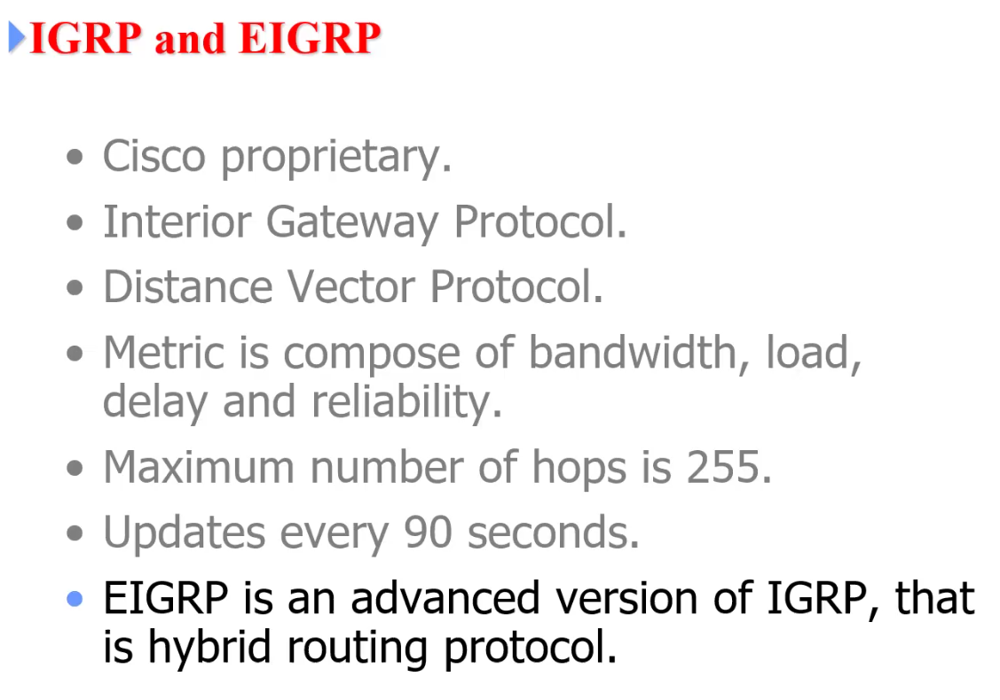 IGRP and EIGRP
• Cisco proprietary.
• Interior Gateway Protocol.
• Distance Vector Protocol.
• Metric is compose of bandwidth, load,
delay and reliability.
• Maximum number of hops is 255.
• Updates every 90 seconds.
• EIGRP is an advanced version of IGRP, that
is hybrid routing protocol.